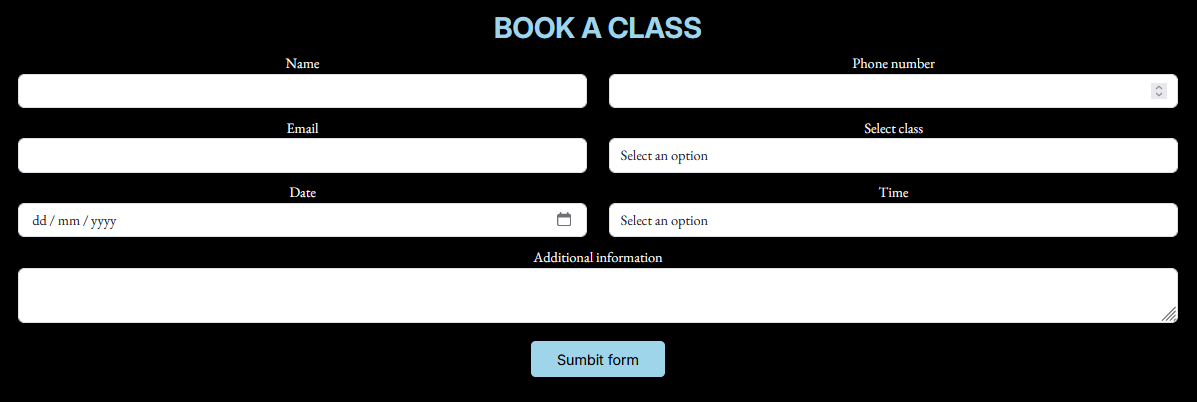 BOOK A CLASS
Name Phone number
Email Select class
Select an option
Date Time
dd / mm / yyyy Select an option
Additional information
Sumbit form